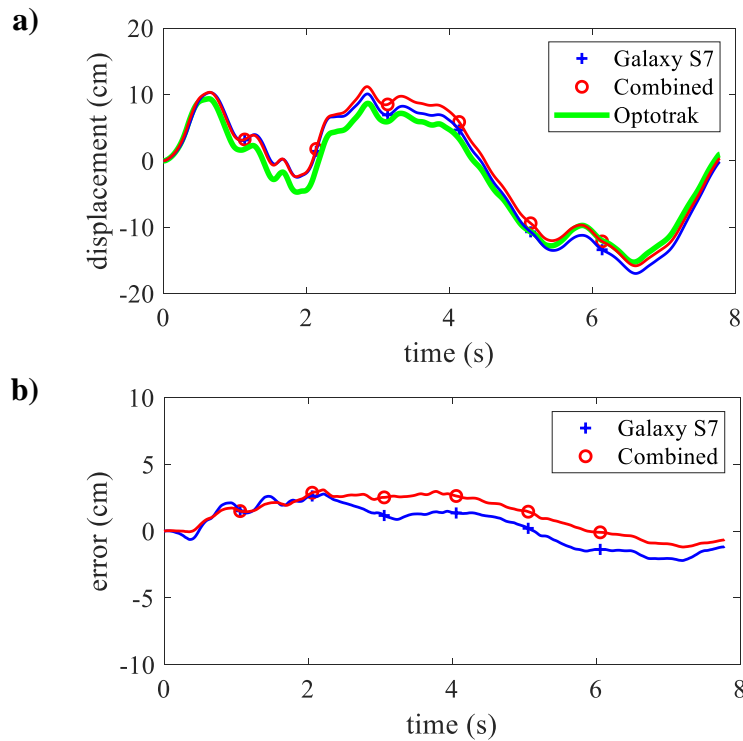 a)
20
10
0
-10
-20
displacement (cm)
Galaxy S7
Combined
Optotrak
0
2
4
6
8
time (s)
b)
10
5
0
-5
-10
error (cm)
Galaxy S7
Combined
0
2
4
6
8
time (s)